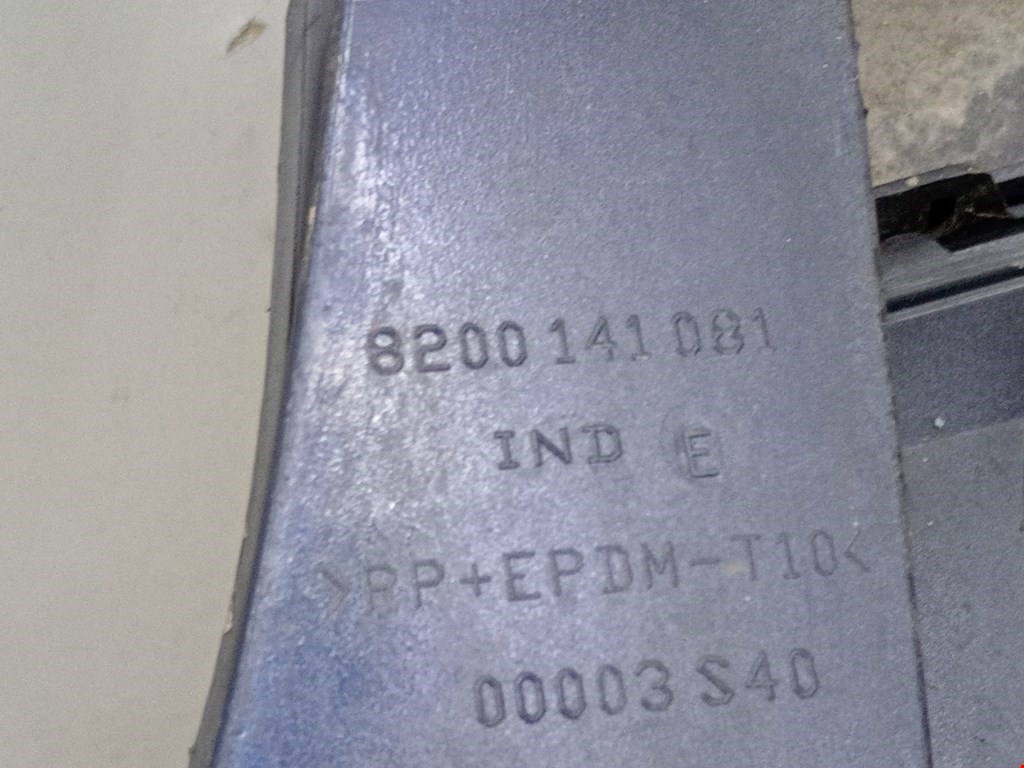 8200 141 081
IND E
>PP+EPDM-T10<
00003 S40